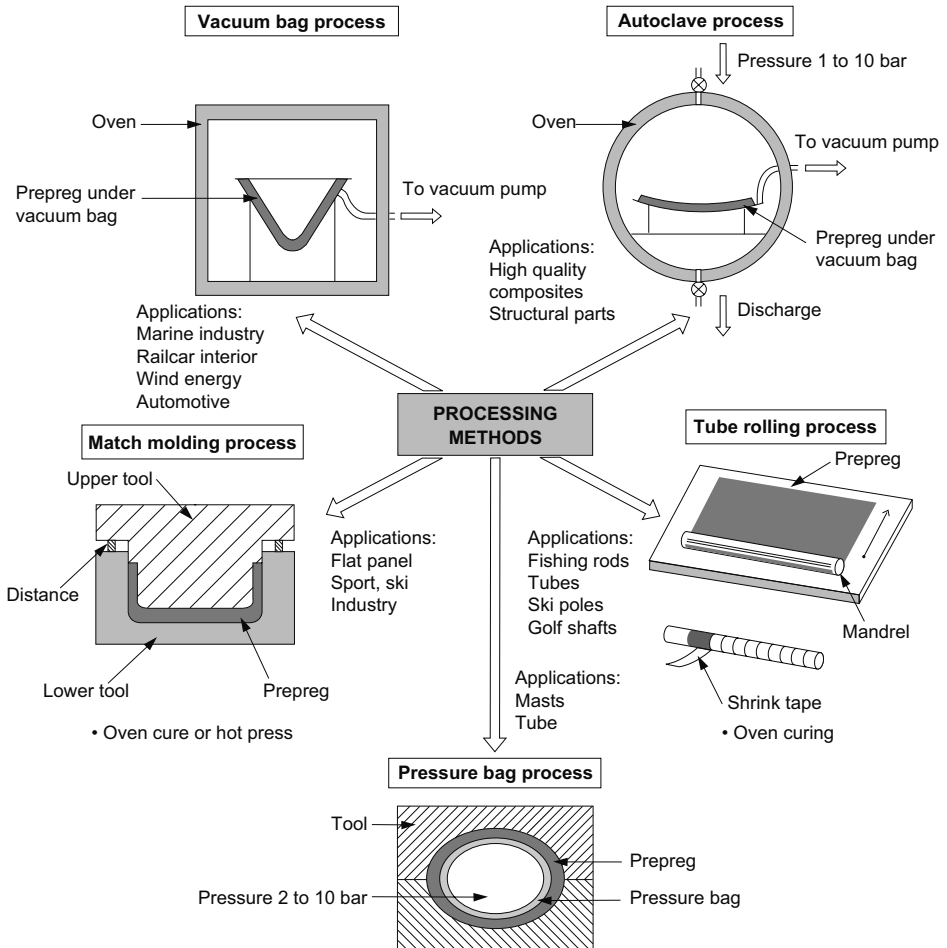 Vacuum bag process
Oven
Prepreg under
vacuum bag
To vacuum pump
Applications:
Marine industry
Railcar interior
Wind energy
Automotive
Autoclave process
Pressure 1 to 10 bar
Oven
To vacuum pump
Prepreg under
vacuum bag
Applications:
High quality
composites
Structural parts
Discharge
PROCESSING
METHODS
Match molding process
Upper tool
Distance
Lower tool
Prepreg
• Oven cure or hot press
Applications:
Flat panel
Sport, ski
Industry
Tube rolling process
Prepreg
Applications:
Fishing rods
Tubes
Ski poles
Golf shafts
Mandrel
Shrink tape
• Oven curing
Applications:
Masts
Tube
Pressure bag process
Tool
Prepreg
Pressure 2 to 10 bar
Pressure bag